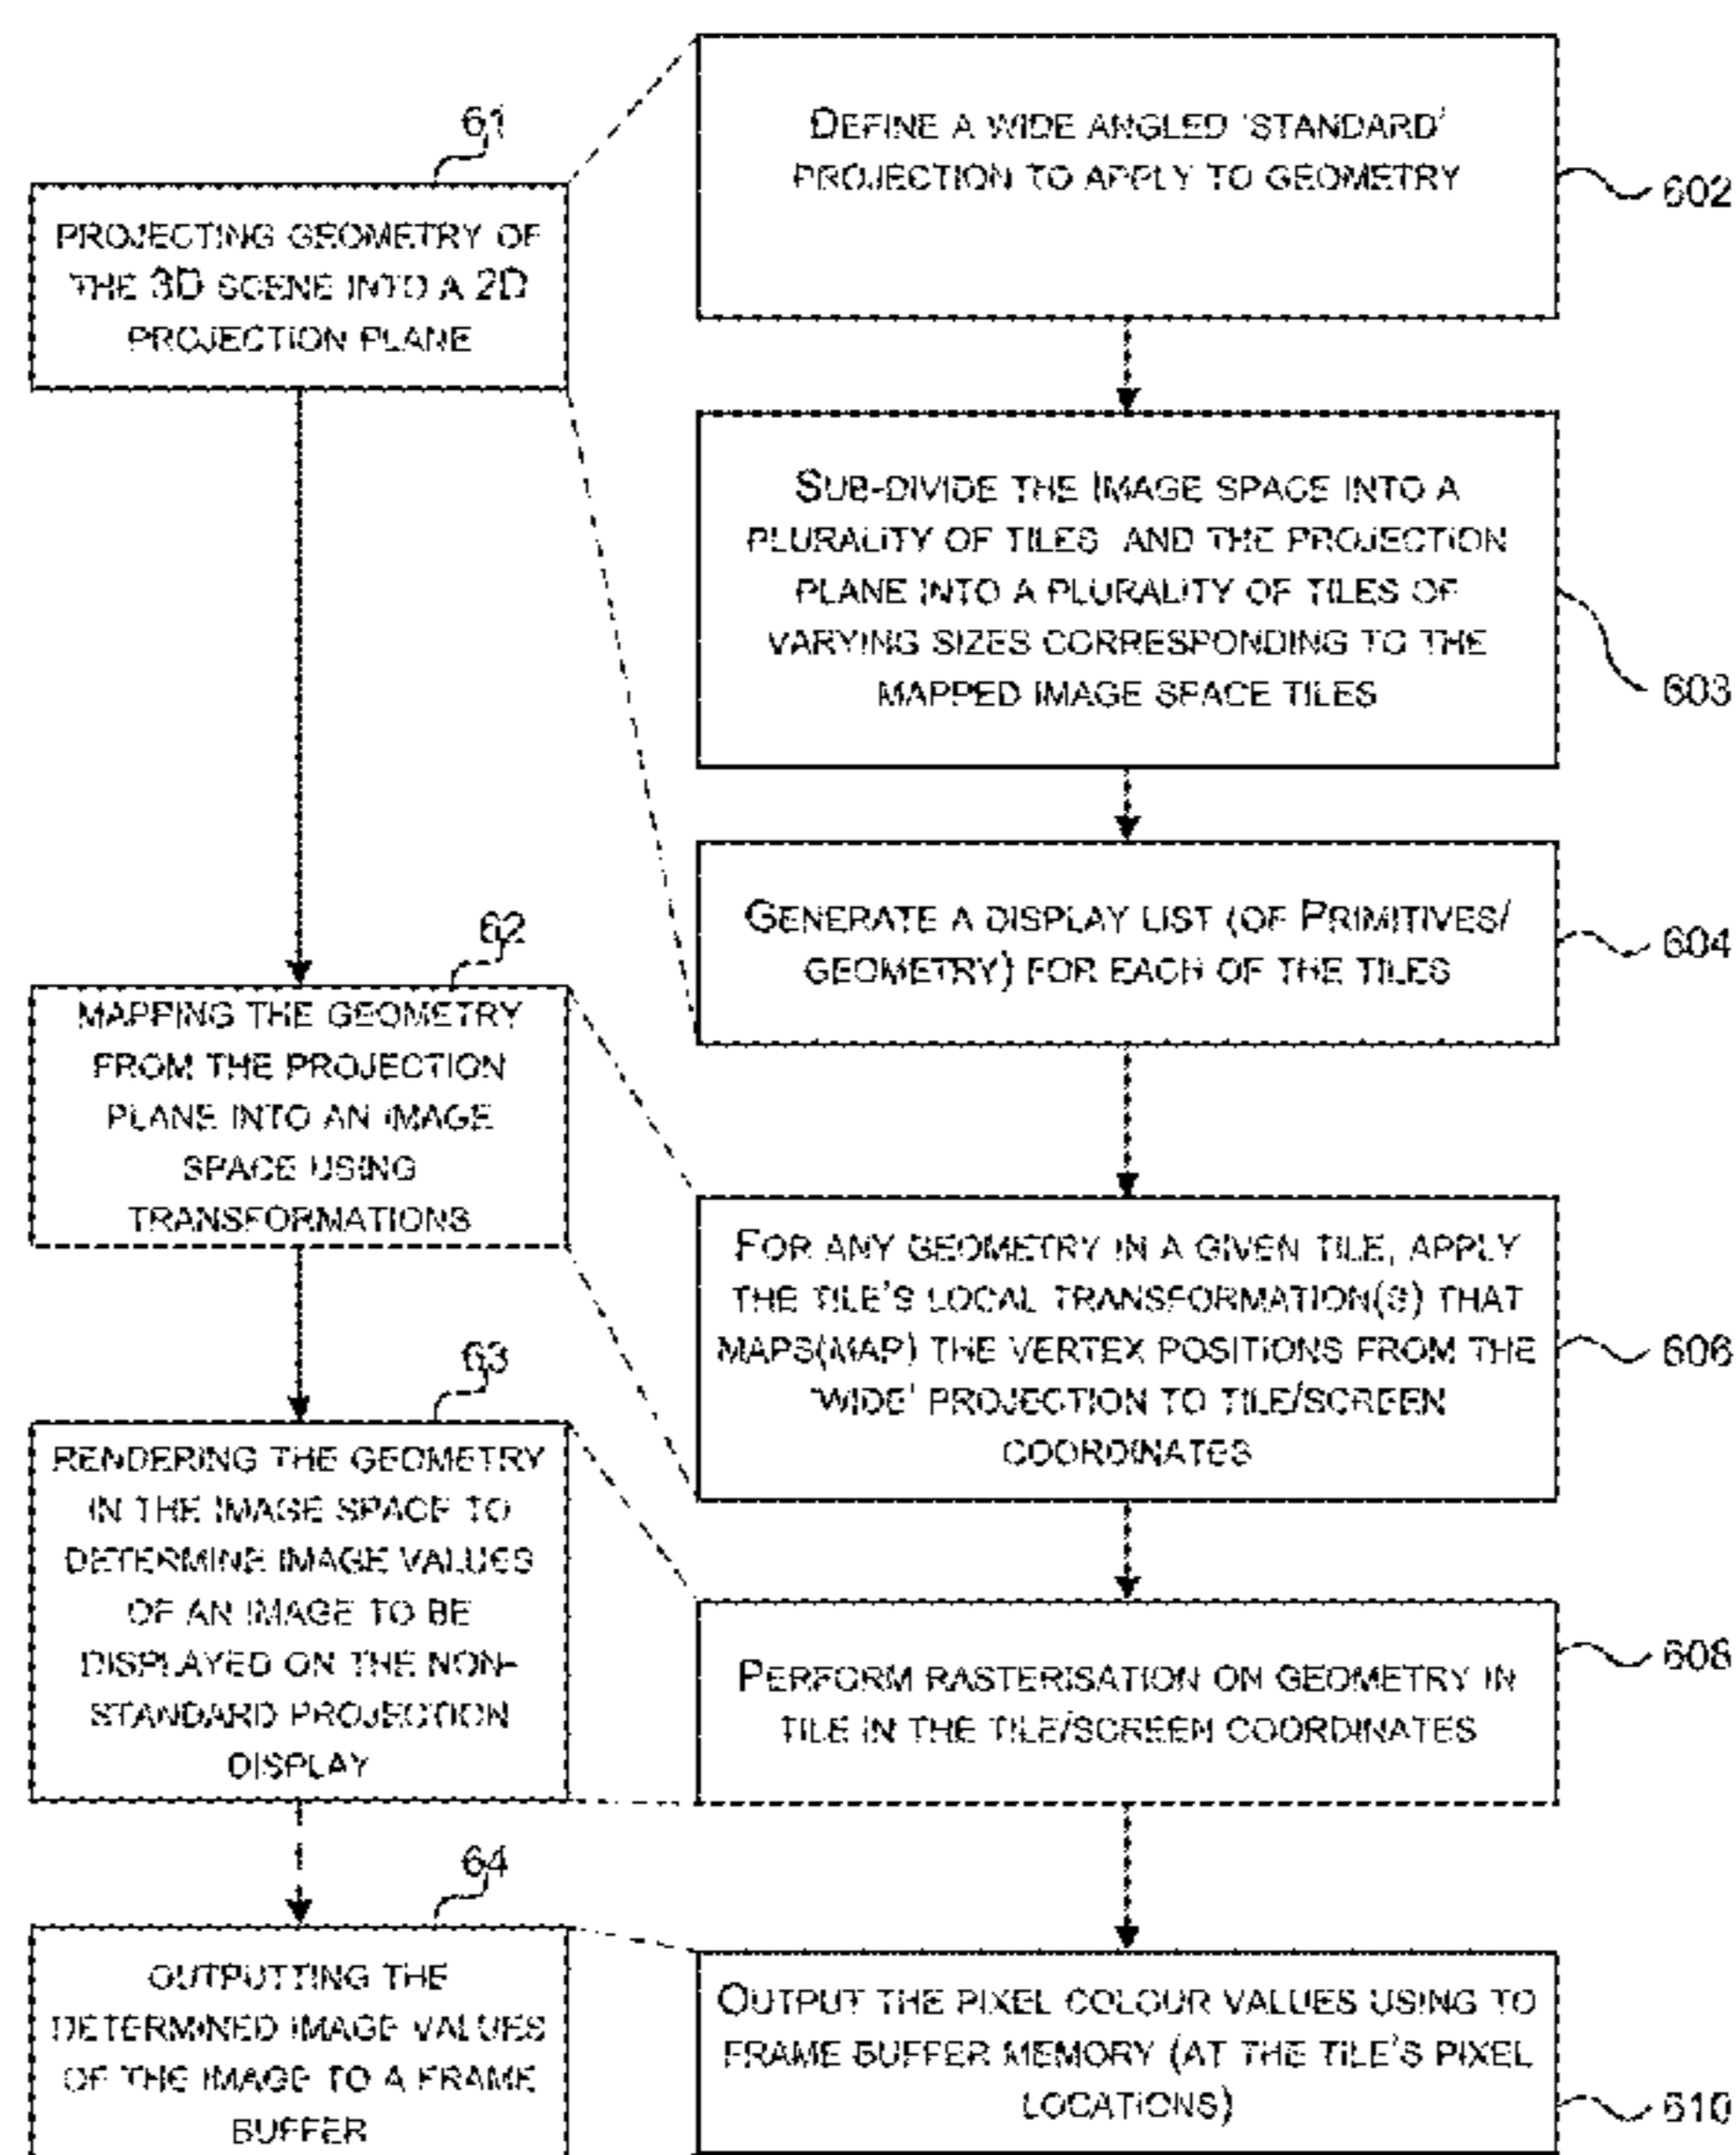 61
PROJECTING GEOMETRY OF
THE 3D SCENE INTO A 2D
PROJECTION PLANE
62
MAPPING THE GEOMETRY
FROM THE PROJECTION
PLANE INTO AN IMAGE
SPACE USING
TRANSFORMATIONS
63
RENDERING THE GEOMETRY
IN THE IMAGE SPACE TO
DETERMINE IMAGE VALUES
OF AN IMAGE TO BE
DISPLAYED ON THE NON-
STANDARD PROJECTION
DISPLAY
64
OUTPUTTING THE
DETERMINED IMAGE VALUES
OF THE IMAGE TO A FRAME
BUFFER
DEFINE A WIDE ANGLED 'STANDARD'
PROJECTION TO APPLY TO GEOMETRY
602
SUB-DIVIDE THE IMAGE SPACE INTO A
PLURALITY OF TILES AND THE PROJECTION
PLANE INTO A PLURALITY OF TILES OF
VARYING SIZES CORRESPONDING TO THE
MAPPED IMAGE SPACE TILES
603
GENERATE A DISPLAY LIST (OF PRIMITIVES/
GEOMETRY) FOR EACH OF THE TILES
604
FOR ANY GEOMETRY IN A GIVEN TILE, APPLY
THE TILE'S LOCAL TRANSFORMATION(S) THAT
MAPS(MAP) THE VERTEX POSITIONS FROM THE
'WIDE' PROJECTION TO TILE/SCREEN
COORDINATES
606
PERFORM RASTERISATION ON GEOMETRY IN
TILE IN THE TILE/SCREEN COORDINATES
608
OUTPUT THE PIXEL COLOUR VALUES USING TO
FRAME BUFFER MEMORY (AT THE TILE'S PIXEL
LOCATIONS)
610